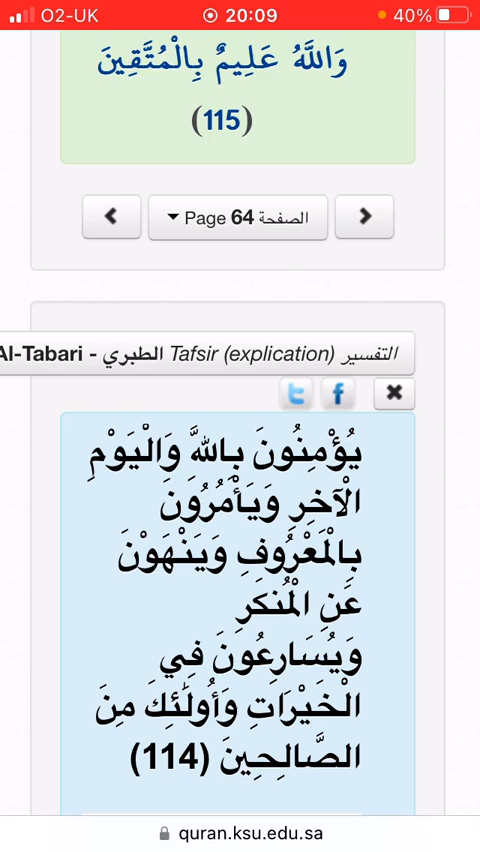 O2-UK 20:09 40%
وَاللَّهُ عَلِيمٌ بِالْمُتَّقِينَ
(115)
الصفحة Page 64
التفسير Tafsir (explication) الطبري - Al-Tabari
يُؤْمِنُونَ بِاللَّهِ وَالْيَوْمِ
الْآخِرِ وَيَأْمُرُونَ
بِالْمَعْرُوفِ وَيَنْهَوْنَ
عَنِ الْمُنكَرِ
وَيُسَارِعُونَ فِي
الْخَيْرَاتِ وَأُولَٰئِكَ مِنَ
الصَّالِحِينَ (114)
quran.ksu.edu.sa